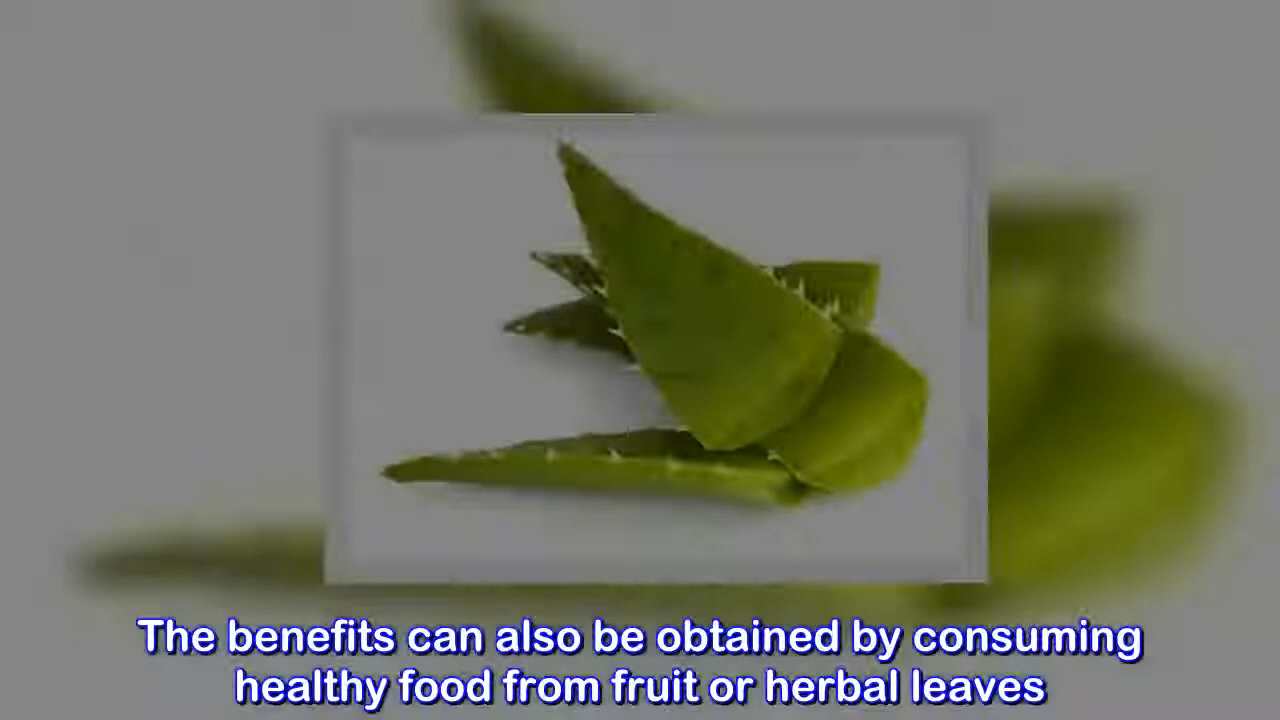 The benefits can also be obtained by consuming
healthy food from fruit or herbal leaves